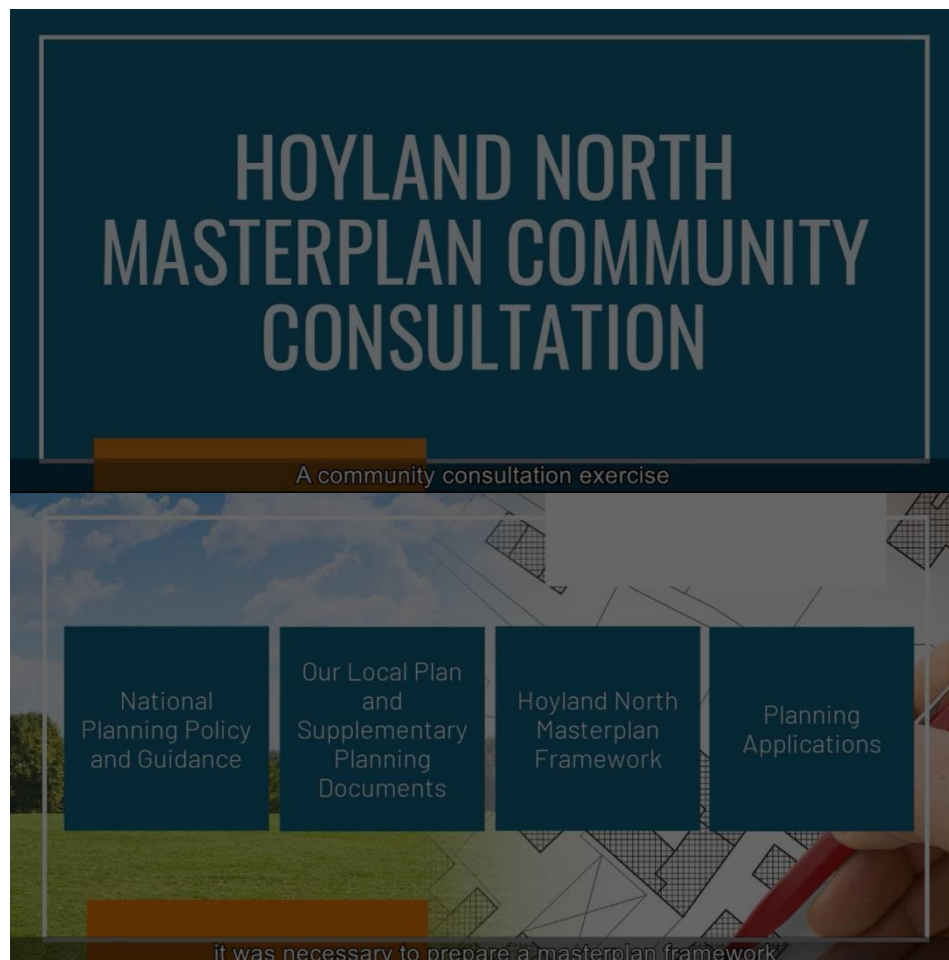 HOYLAND NORTH
MASTERPLAN COMMUNITY
CONSULTATION
A community consultation exercise
National
Planning Policy
and Guidance
Our Local Plan
and
Supplementary
Planning
Documents
Hoyland North
Masterplan
Framework
Planning
Applications
it was necessary to prepare a masterplan framework